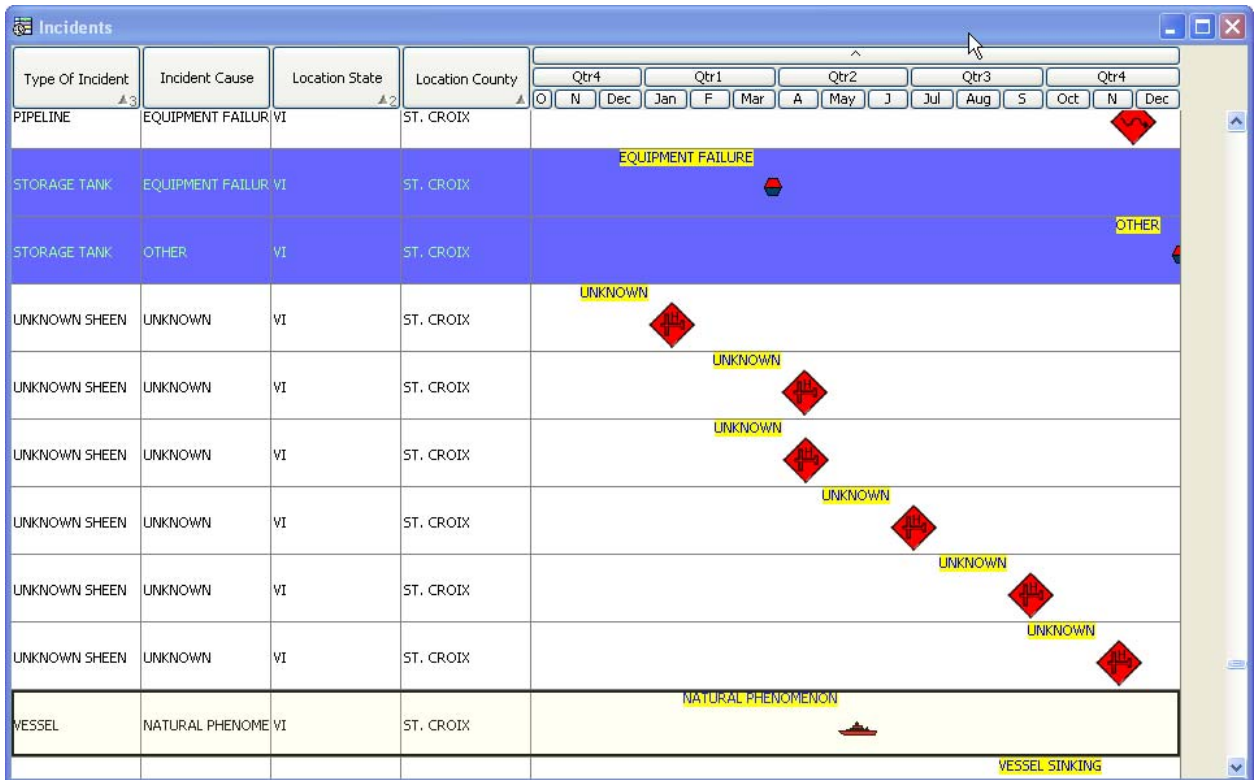 Incidents
Type Of Incident 3 Incident Cause Location State 2 Location County ^
Qtr4 Qtr1 Qtr2 Qtr3 Qtr4
O N Dec Jan F Mar A May J Jul Aug S Oct N Dec
PIPELINE EQUIPMENT FAILUR VI ST. CROIX
EQUIPMENT FAILURE
STORAGE TANK EQUIPMENT FAILUR VI ST. CROIX
OTHER
STORAGE TANK OTHER VI ST. CROIX
UNKNOWN
UNKNOWN SHEEN UNKNOWN VI ST. CROIX H
UNKNOWN
UNKNOWN SHEEN UNKNOWN VI ST. CROIX H
UNKNOWN
UNKNOWN SHEEN UNKNOWN VI ST. CROIX H
UNKNOWN
UNKNOWN SHEEN UNKNOWN VI ST. CROIX H
UNKNOWN
UNKNOWN SHEEN UNKNOWN VI ST. CROIX H
UNKNOWN
UNKNOWN SHEEN UNKNOWN VI ST. CROIX H
NATURAL PHENOMENON
VESSEL NATURAL PHENOME VI ST. CROIX
VESSEL SINKING